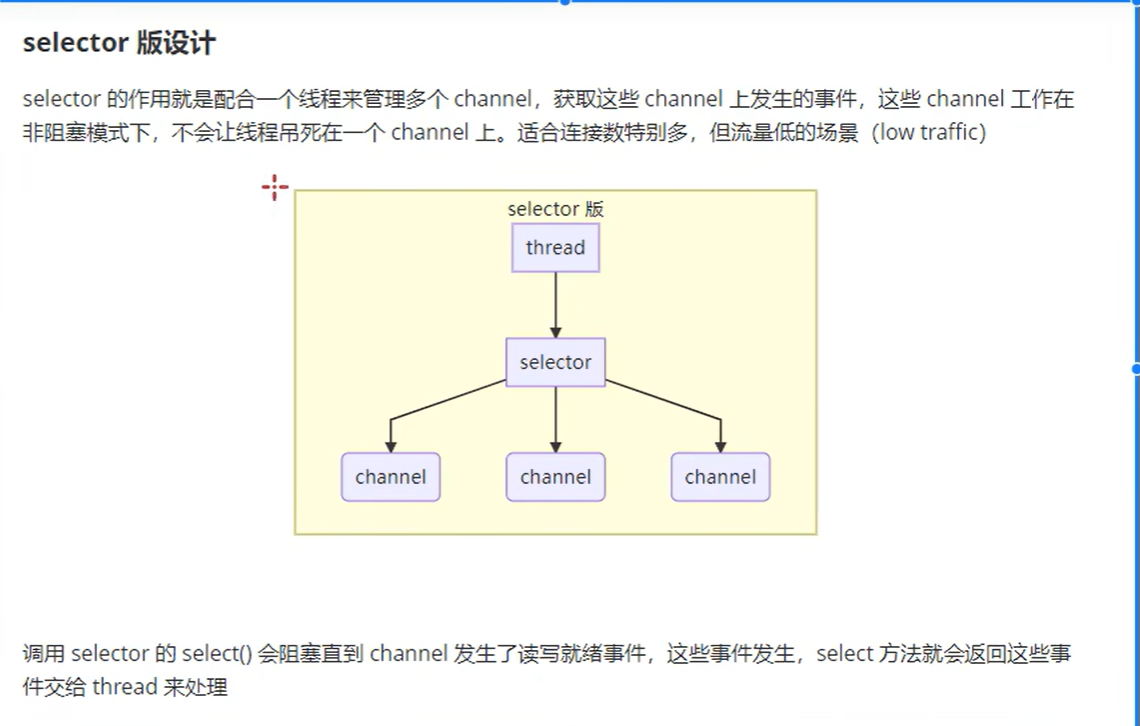 selector 版设计
selector 的作用就是配合一个线程来管理多个 channel，获取这些 channel 上发生的事件，这些 channel 工作在
非阻塞模式下，不会让线程吊死在一个 channel 上。适合连接数特别多，但流量低的场景（low traffic）
selector 版
thread
selector
channel
channel
channel
调用 selector 的 select() 会阻塞直到 channel 发生了读写就绪事件，这些事件发生，select 方法就会返回这些事
件交给 thread 来处理